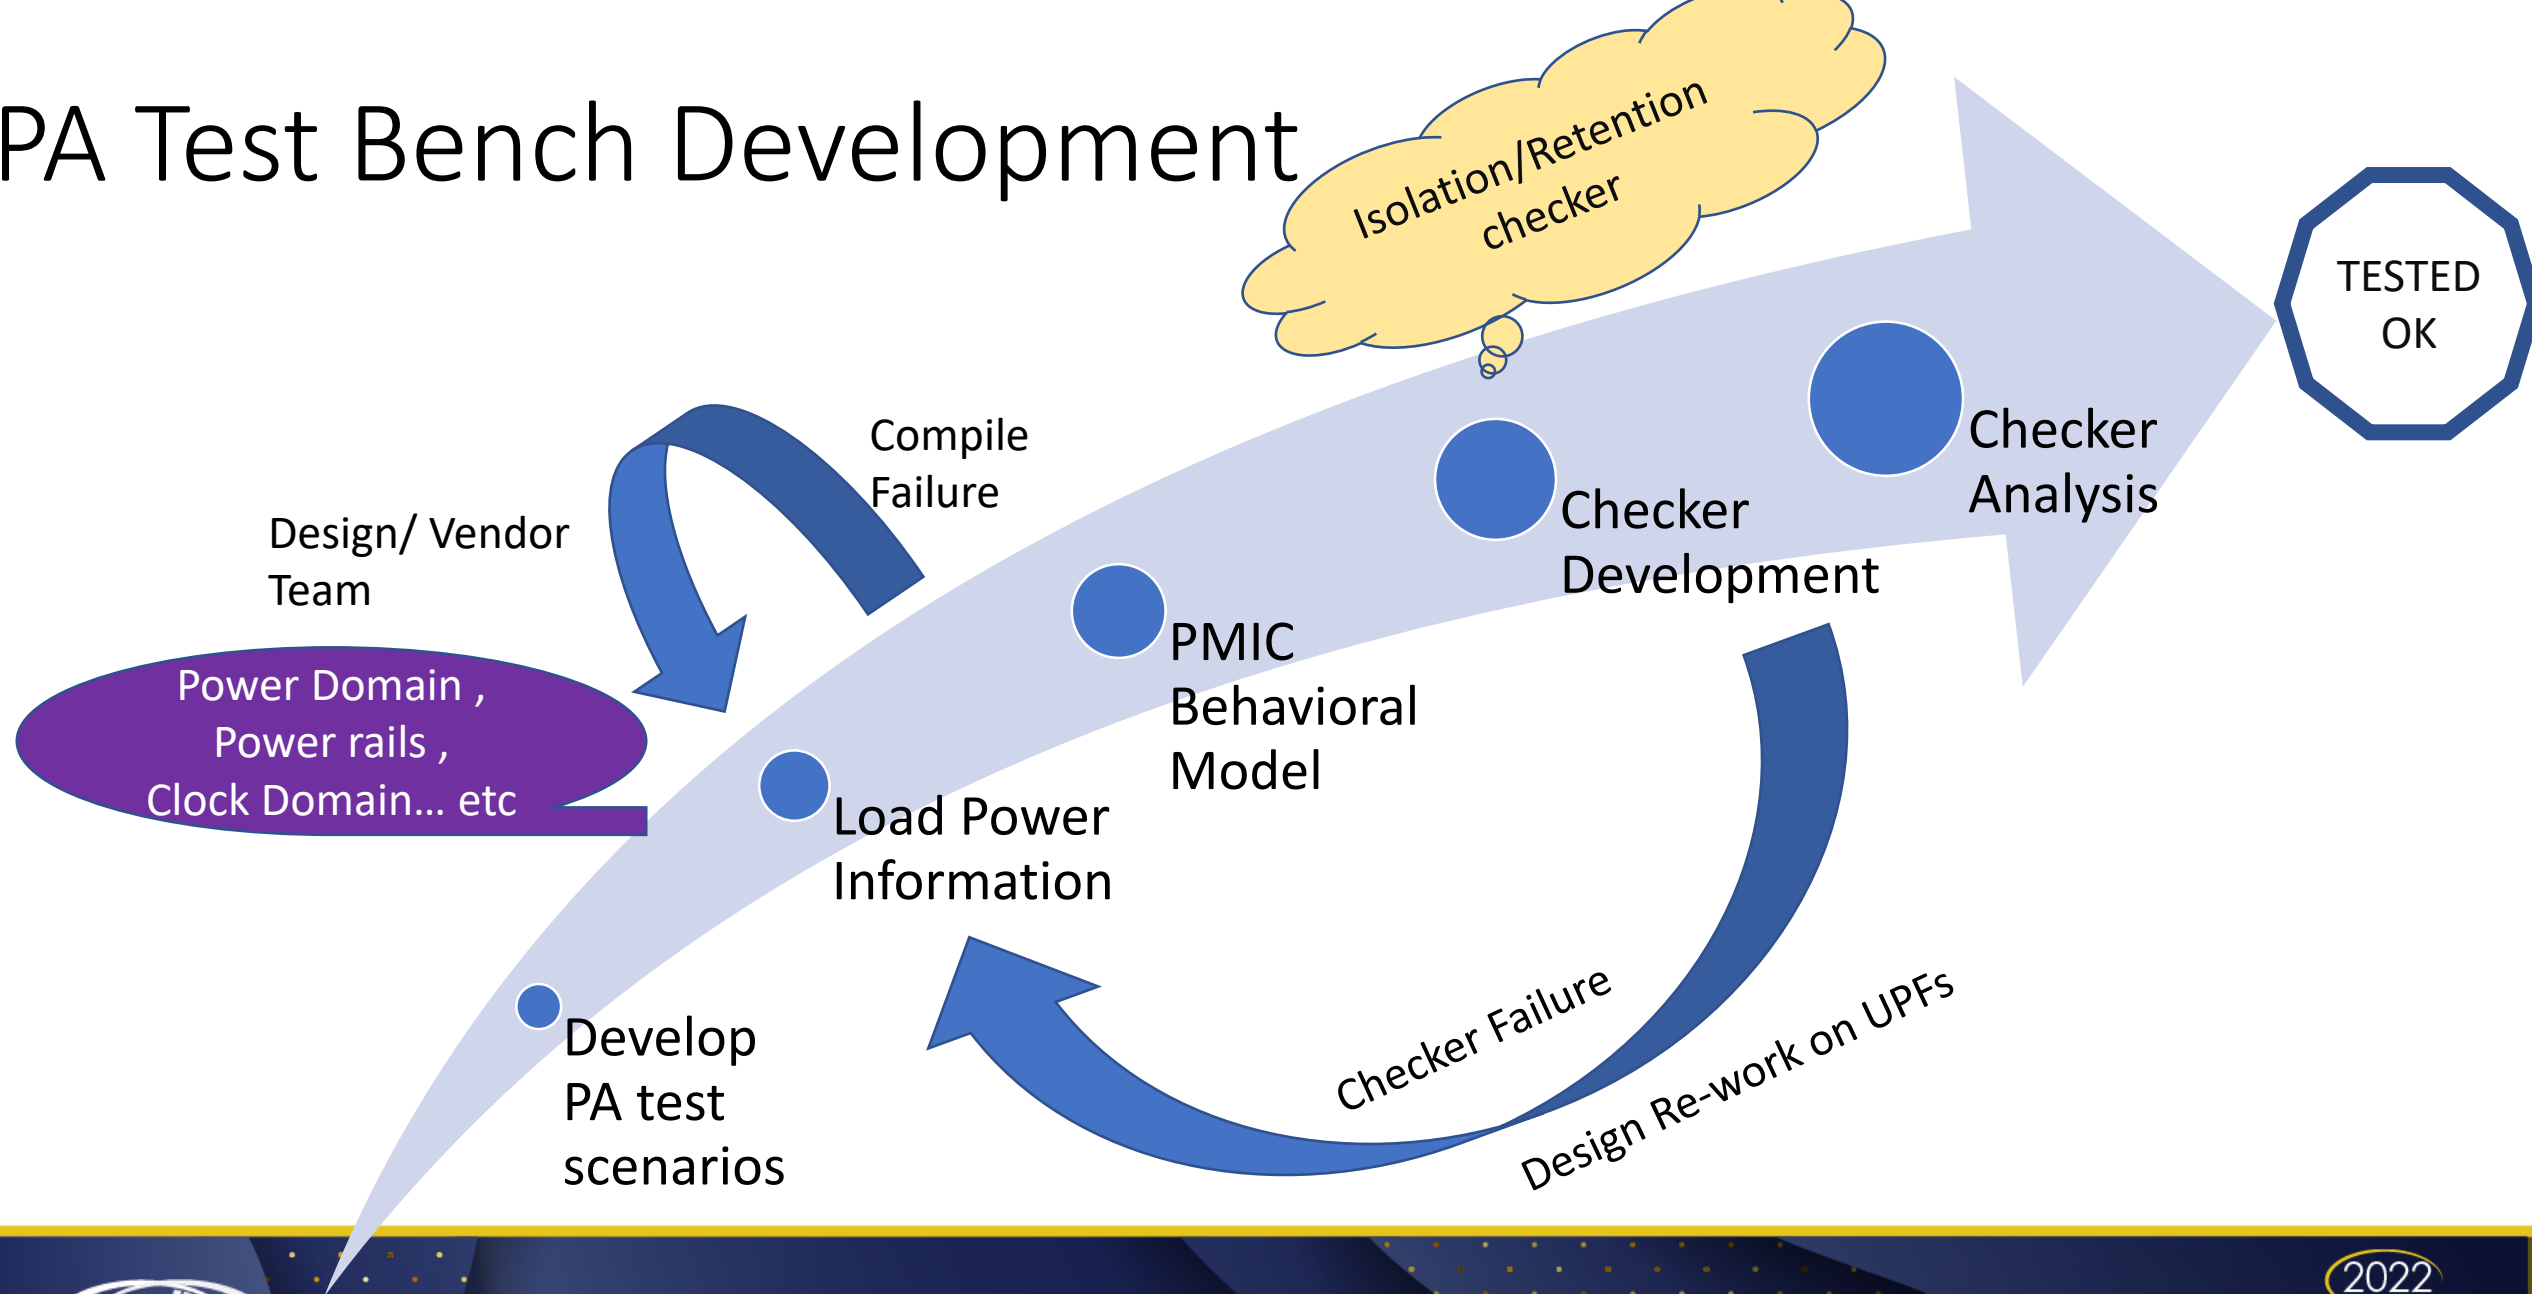 PA Test Bench Development
Isolation/Retention
checker
TESTED
OK
Compile
Failure
Design/ Vendor
Team
Power Domain ,
Power rails ,
Clock Domain... etc
Checker
Analysis
Checker
Development
PMIC
Behavioral
Model
Load Power
Information
Develop
PA test
scenarios
Checker Failure
Design Re-work on UPFs
2022